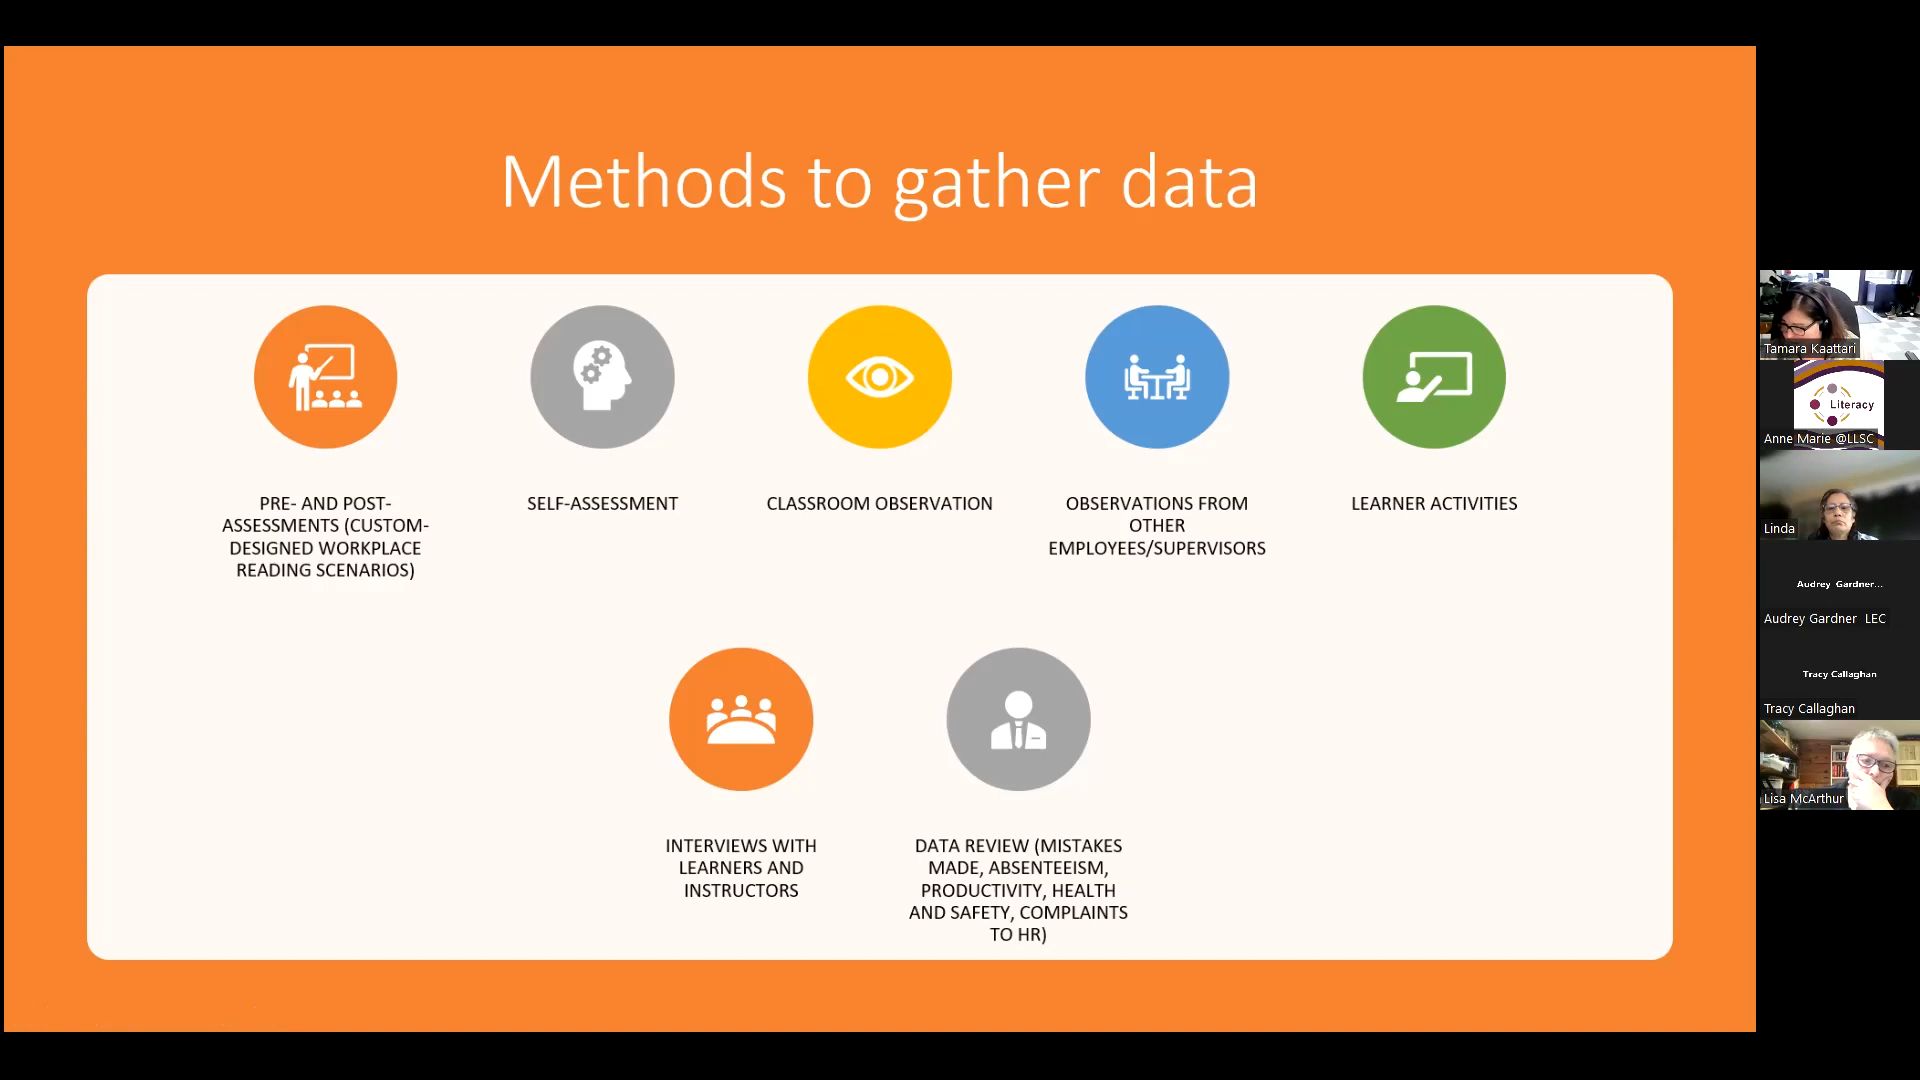 Methods to gather data
PRE- AND POST-
ASSESSMENTS (CUSTOM-
DESIGNED WORKPLACE
READING SCENARIOS)
SELF-ASSESSMENT
CLASSROOM OBSERVATION
OBSERVATIONS FROM
OTHER
EMPLOYEES/SUPERVISORS
LEARNER ACTIVITIES
INTERVIEWS WITH
LEARNERS AND
INSTRUCTORS
DATA REVIEW (MISTAKES
MADE, ABSENTEEISM,
PRODUCTIVITY, HEALTH
AND SAFETY, COMPLAINTS
TO HR)
Tamara Kaattari
Literacy
Anne Marie @LLSC
Linda
Audrey Gardner...
Audrey Gardner LEC
Tracy Callaghan
Tracy Callaghan
Lisa McArthur